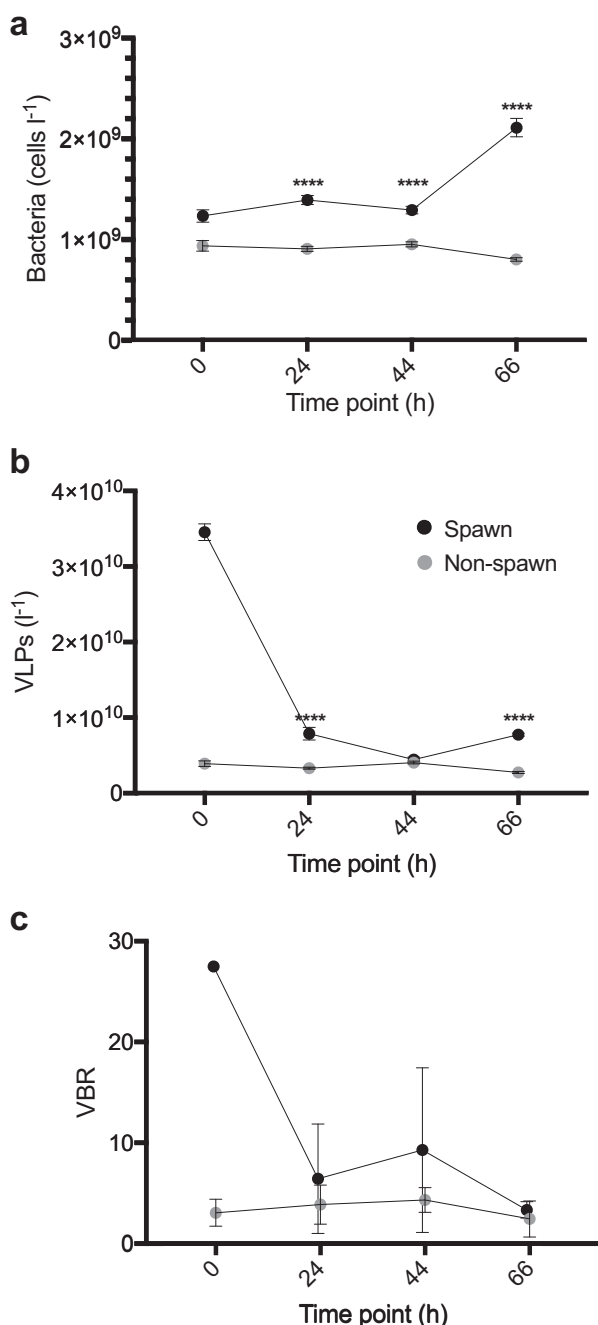 a
Bacteria (cells l⁻¹)
3×10⁹
2×10⁹
1×10⁹
0
****
****
****
0 24 44 66
Time point (h)
b
VLPs (l⁻¹)
4×10¹⁰
3×10¹⁰
2×10¹⁰
1×10¹⁰
0
Spawn
Non-spawn
****
****
0 24 44 66
Time point (h)
c
VBR
30
20
10
0
0 24 44 66
Time point (h)